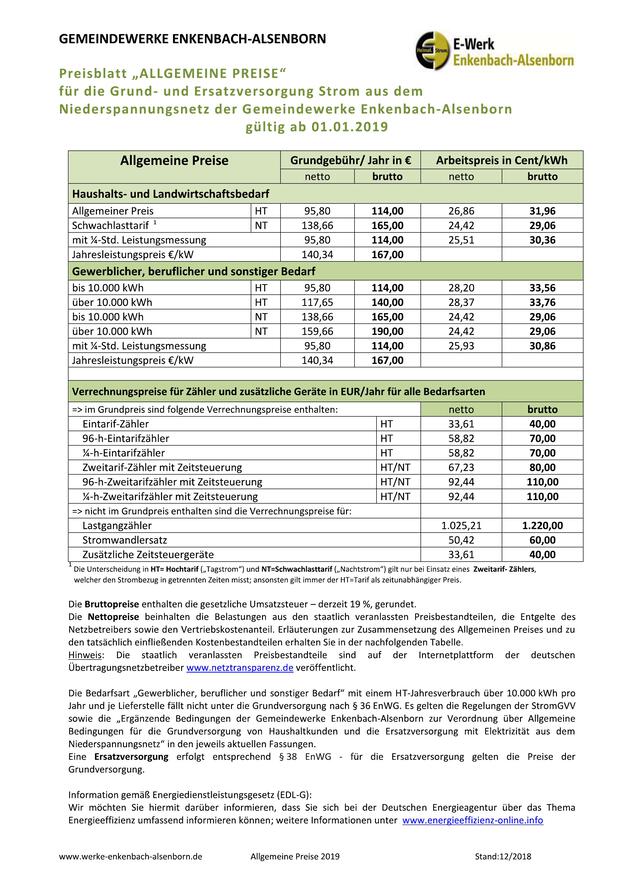 GEMEINDEWERKE ENKENBACH-ALSENBORN
E-Werk
Enkenbach-Alsenborn
Preisblatt „ALLGEMEINE PREISE“
für die Grund- und Ersatzversorgung Strom aus dem
Niederspannungsnetz der Gemeindewerke Enkenbach-Alsenborn
gültig ab 01.01.2019
Allgemeine Preise Grundgebühr/ Jahr in € Arbeitspreis in Cent/kWh
netto brutto netto brutto
Haushalts- und Landwirtschaftsbedarf
Allgemeiner Preis HT 95,80 114,00 26,86 31,96
Schwachlasttarif ¹ NT 138,66 165,00 24,42 29,06
mit ¼-Std. Leistungsmessung 95,80 114,00 25,51 30,36
Jahresleistungspreis €/kW 140,34 167,00
Gewerblicher, beruflicher und sonstiger Bedarf
bis 10.000 kWh HT 95,80 114,00 28,20 33,56
über 10.000 kWh HT 117,65 140,00 28,37 33,76
bis 10.000 kWh NT 138,66 165,00 24,42 29,06
über 10.000 kWh NT 159,66 190,00 24,42 29,06
mit ¼-Std. Leistungsmessung 95,80 114,00 25,93 30,86
Jahresleistungspreis €/kW 140,34 167,00
Verrechnungspreise für Zähler und zusätzliche Geräte in EUR/Jahr für alle Bedarfsarten
=> im Grundpreis sind folgende Verrechnungspreise enthalten: netto brutto
Eintarif-Zähler HT 33,61 40,00
96-h-Eintarifzähler HT 58,82 70,00
¼-h-Eintarifzähler HT 58,82 70,00
Zweitarif-Zähler mit Zeitsteuerung HT/NT 67,23 80,00
96-h-Zweitarifzähler mit Zeitsteuerung HT/NT 92,44 110,00
¼-h-Zweitarifzähler mit Zeitsteuerung HT/NT 92,44 110,00
=> nicht im Grundpreis enthalten sind die Verrechnungspreise für:
Lastgangzähler 1.025,21 1.220,00
Stromwandlersatz 50,42 60,00
Zusätzliche Zeitsteuergeräte 33,61 40,00
¹ Die Unterscheidung in HT= Hochtarif („Tagstrom“) und NT=Schwachlasttarif („Nachtstrom“) gilt nur bei Einsatz eines Zweitarif- Zählers,
welcher den Strombezug in getrennten Zeiten misst; ansonsten gilt immer der HT=Tarif als zeitunabhängiger Preis.
Die Bruttopreise enthalten die gesetzliche Umsatzsteuer – derzeit 19 %, gerundet.
Die Nettopreise beinhalten die Belastungen aus den staatlich veranlassten Preisbestandteilen, die Entgelte des
Netzbetreibers sowie den Vertriebskostenanteil. Erläuterungen zur Zusammensetzung des Allgemeinen Preises und zu
den tatsächlich einfließenden Kostenbestandteilen erhalten Sie in der nachfolgenden Tabelle.
Hinweis: Die staatlich veranlassten Preisbestandteile sind auf der Internetplattform der deutschen
Übertragungsnetzbetreiber www.netztransparenz.de veröffentlicht.
Die Bedarfsart „Gewerblicher, beruflicher und sonstiger Bedarf“ mit einem HT-Jahresverbrauch über 10.000 kWh pro
Jahr und je Lieferstelle fällt nicht unter die Grundversorgung nach § 36 EnWG. Es gelten die Regelungen der StromGVV
sowie die „Ergänzende Bedingungen der Gemeindewerke Enkenbach-Alsenborn zur Verordnung über Allgemeine
Bedingungen für die Grundversorgung von Haushaltkunden und die Ersatzversorgung mit Elektrizität aus dem
Niederspannungsnetz“ in den jeweils aktuellen Fassungen.
Eine Ersatzversorgung erfolgt entsprechend § 38 EnWG - für die Ersatzversorgung gelten die Preise der
Grundversorgung.
Information gemäß Energiedienstleistungsgesetz (EDL-G):
Wir möchten Sie hiermit darüber informieren, dass Sie sich bei der Deutschen Energieagentur über das Thema
Energieeffizienz umfassend informieren können; weitere Informationen unter www.energieeffizienz-online.info
www.werke-enkenbach-alsenborn.de Allgemeine Preise 2019 Stand:12/2018